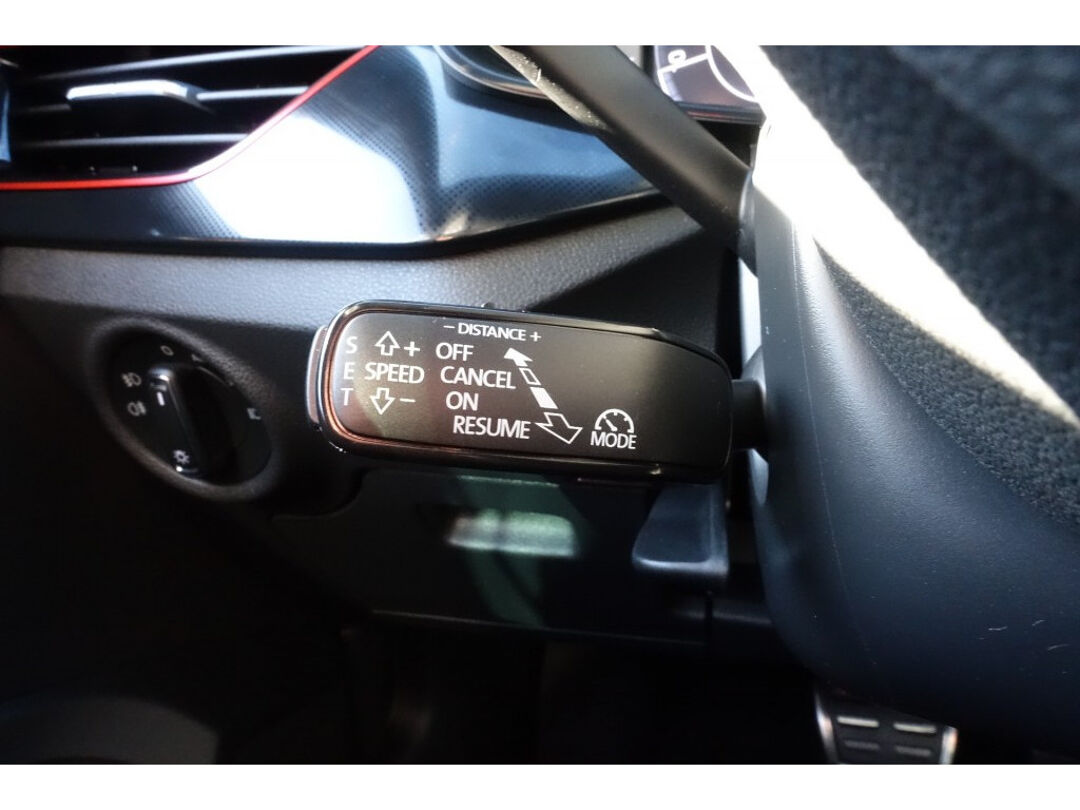 - DISTANCE +
S + OFF
E SPEED CANCEL
T - ON
RESUME
MODE
O